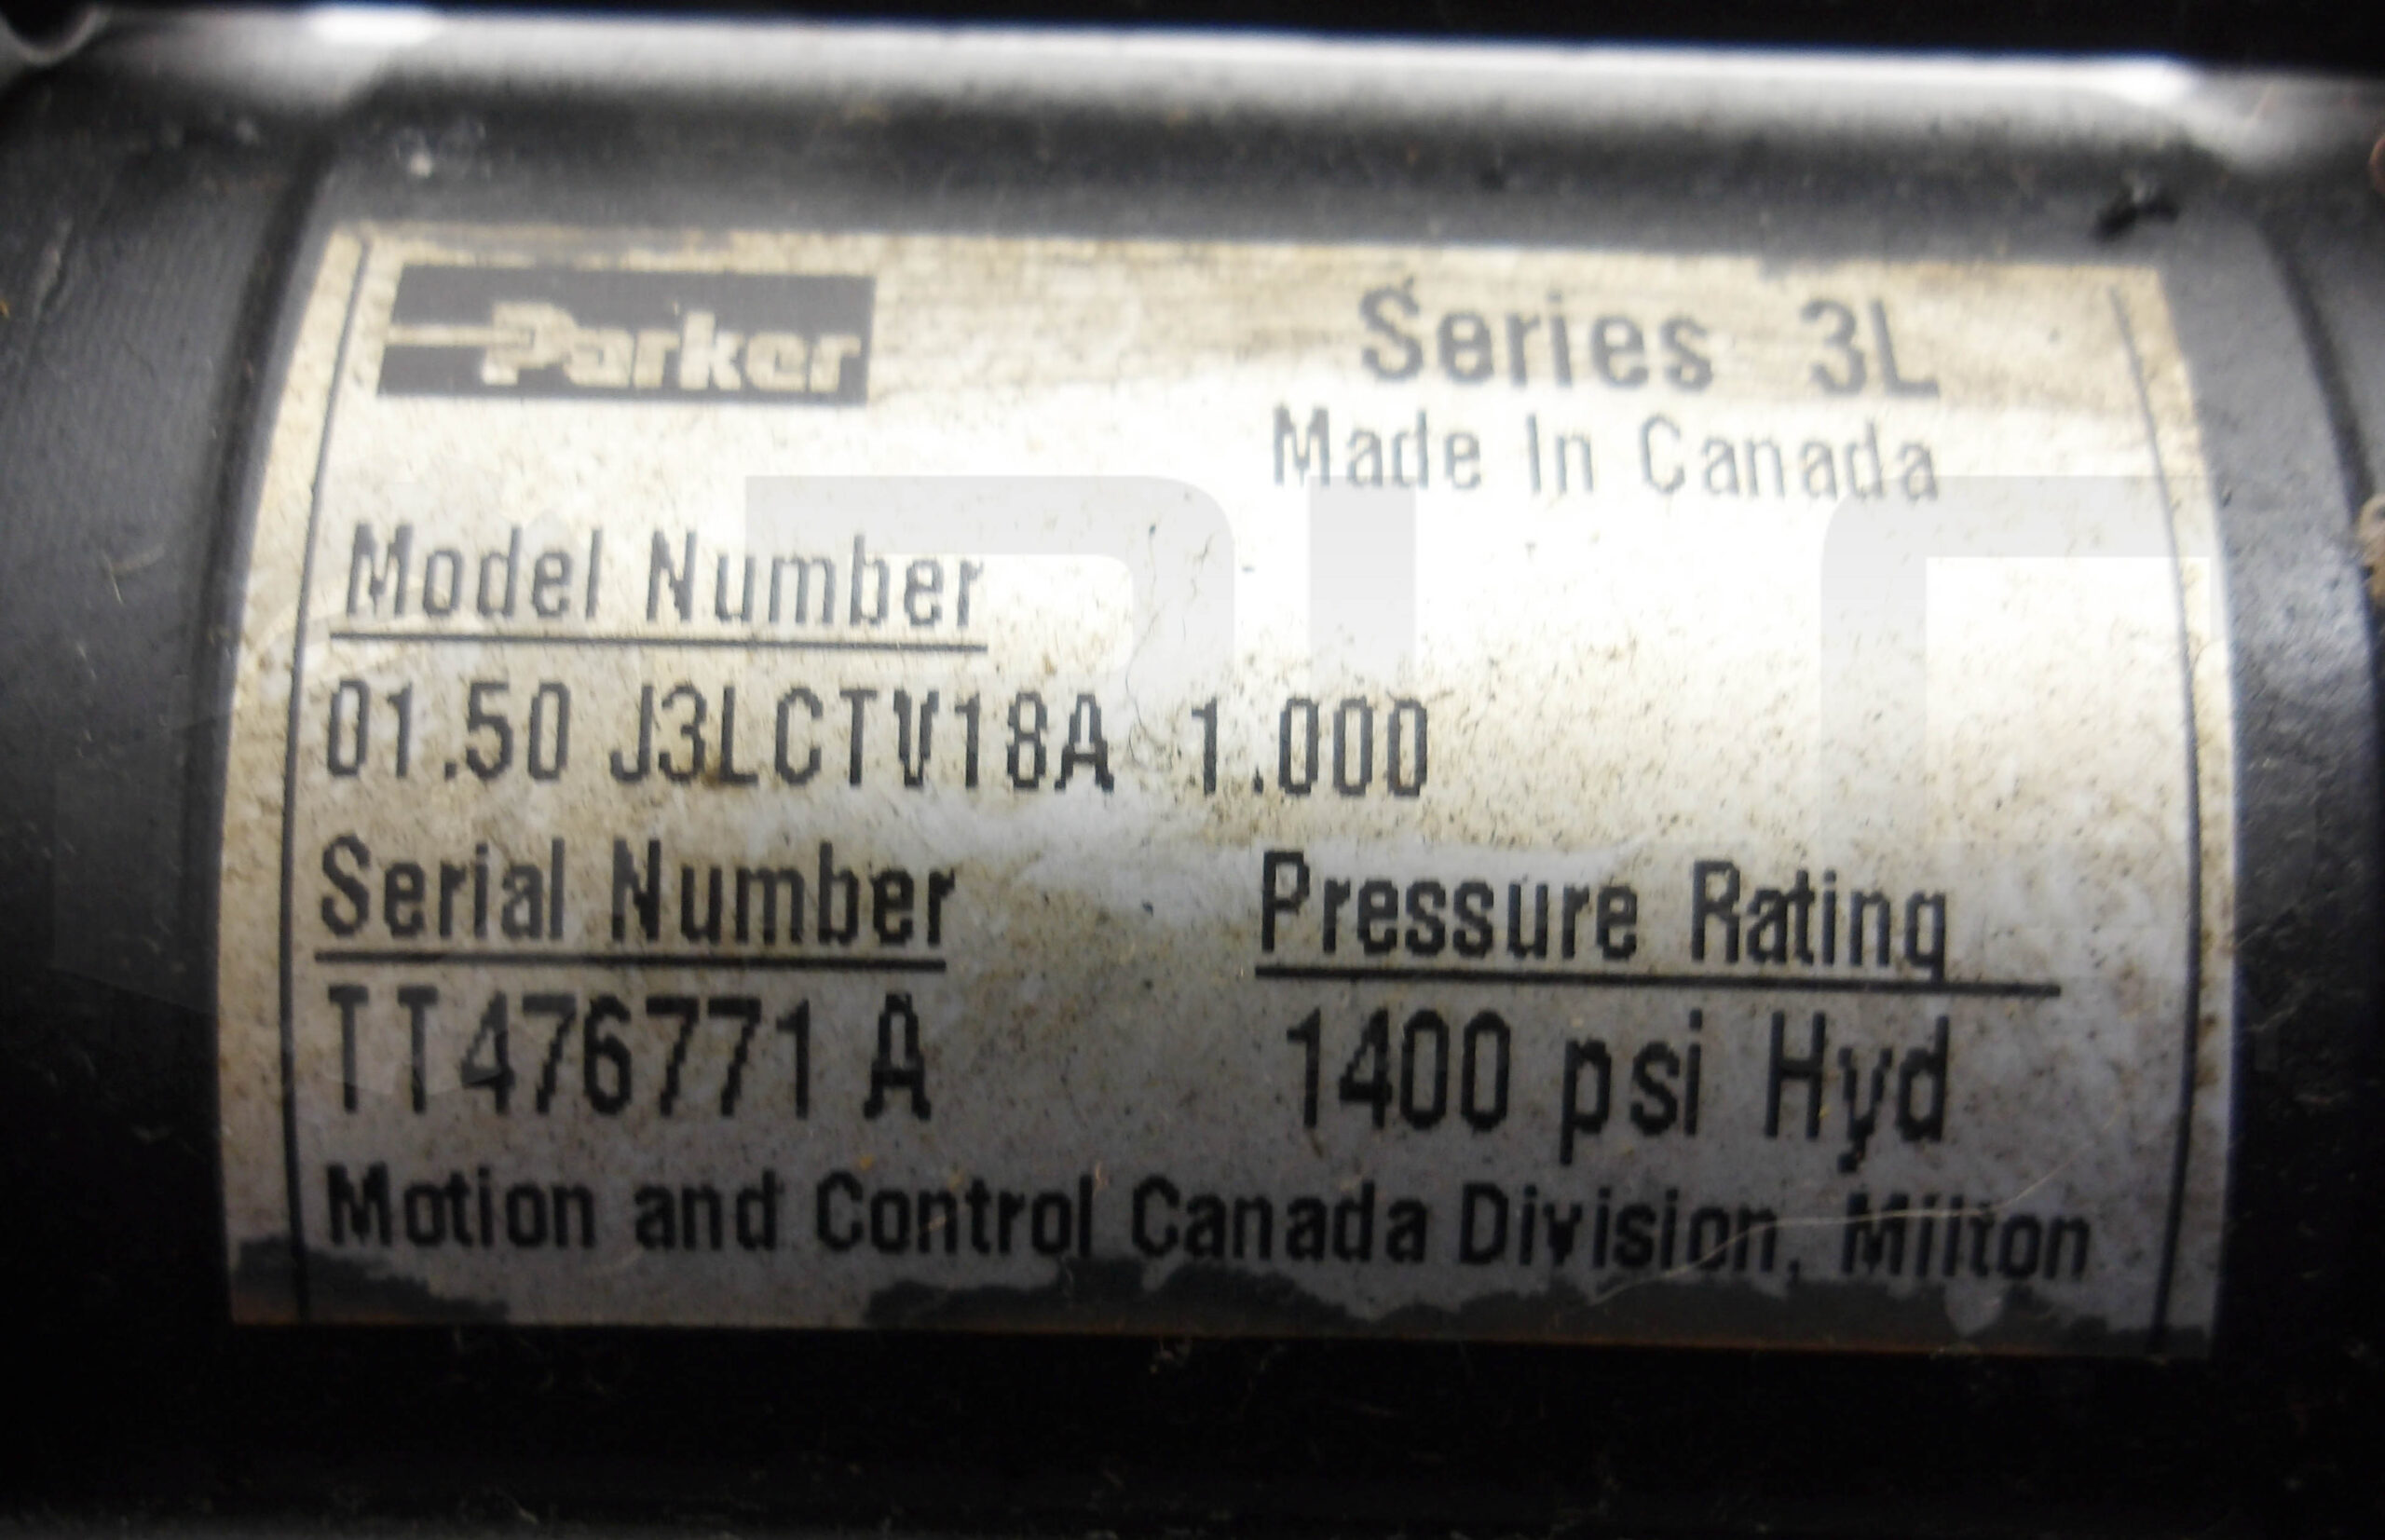 Parker
Series 3L
Made In Canada
Model Number
01.50 J3LCTV18A 1.000
Serial Number
Pressure Rating
TT476771 A
1400 psi Hyd
Motion and Control Canada Division, Milton